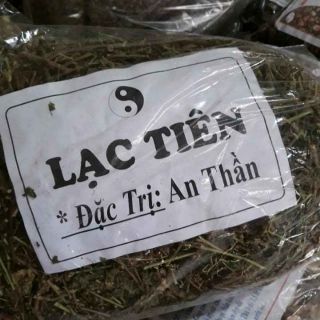 LẠC TIÊN
* Đặc Trị: An Thần